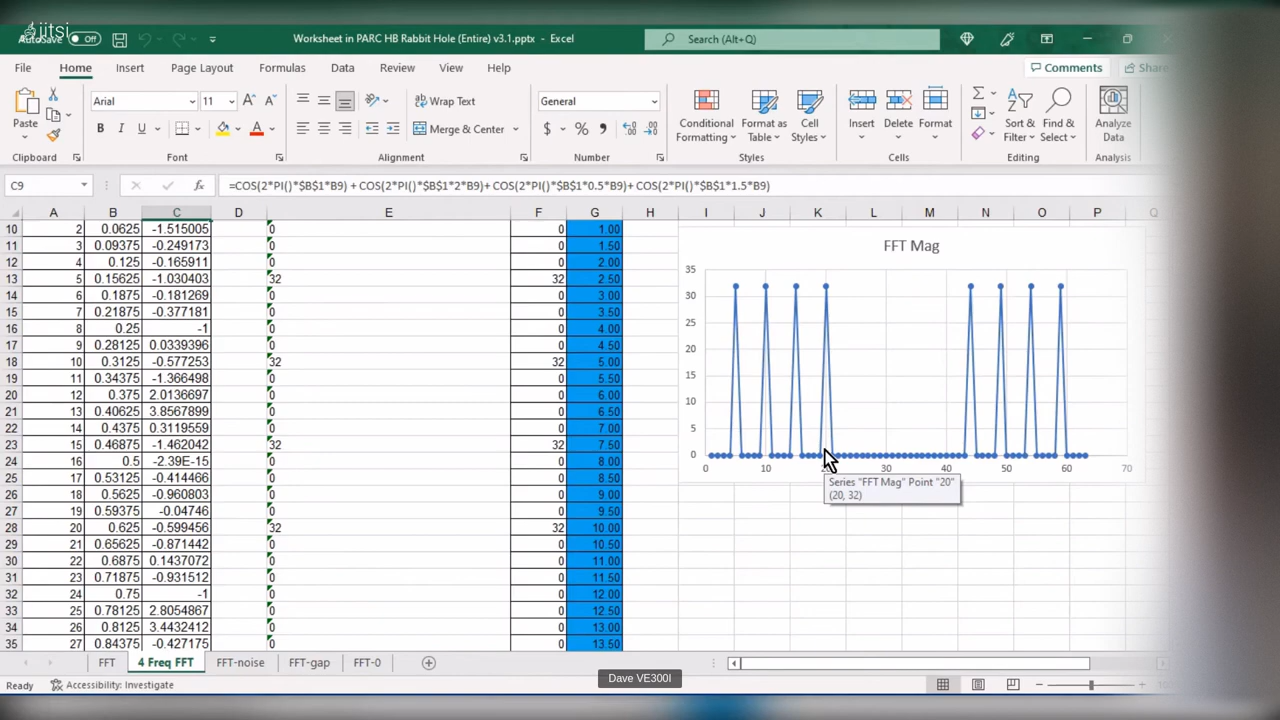 jitsi
AutoSave Off
Worksheet in PARC HB Rabbit Hole (Entire) v3.1.pptx - Excel
Search (Alt+Q)
File Home Insert Page Layout Formulas Data Review View Help
Comments Share
Paste
Arial 11
B I U A
Wrap Text
Merge & Center
General
$ % ,
Conditional Formatting
Format as Table
Cell Styles
Insert Delete Format
Sort & Filter
Find & Select
Analyze Data
Clipboard Font Alignment Number Styles Cells Editing Analysis
C9 fx =COS(2*PI()*$B$1*B9) + COS(2*PI()*$B$1*2*B9)+ COS(2*PI()*$B$1*0.5*B9)+ COS(2*PI()*$B$1*1.5*B9)
A B C D E F G H I J K L M N O P Q
10 2 0.0625 -1.515005 0 0 1.00
11 3 0.09375 -0.249173 0 0 1.50
12 4 0.125 -0.165911 0 0 2.00
13 5 0.15625 -1.030403 32 32 2.50
14 6 0.1875 -0.181269 0 0 3.00
15 7 0.21875 -0.377181 0 0 3.50
16 8 0.25 -1 0 0 4.00
17 9 0.28125 0.0339396 0 0 4.50
18 10 0.3125 -0.577253 32 32 5.00
19 11 0.34375 -1.366498 0 0 5.50
20 12 0.375 2.0136697 0 0 6.00
21 13 0.40625 3.8567899 0 0 6.50
22 14 0.4375 0.3119559 0 0 7.00
23 15 0.46875 -1.462042 32 32 7.50
24 16 0.5 -2.39E-15 0 0 8.00
25 17 0.53125 -0.414466 0 0 8.50
26 18 0.5625 -0.960803 0 0 9.00
27 19 0.59375 -0.04746 0 0 9.50
28 20 0.625 -0.599456 32 32 10.00
29 21 0.65625 -0.871442 0 0 10.50
30 22 0.6875 0.1437072 0 0 11.00
31 23 0.71875 -0.931512 0 0 11.50
32 24 0.75 -1 0 0 12.00
33 25 0.78125 2.8054867 0 0 12.50
34 26 0.8125 3.4432412 0 0 13.00
35 27 0.84375 -0.427175 0 0 13.50
FFT Mag
35
30
25
20
15
10
5
0
0 10 30 40 50 60 70
Series "FFT Mag" Point "20"
(20, 32)
FFT 4 Freq FFT FFT-noise FFT-gap FFT-0
Dave VE3OOI
Ready Accessibility: Investigate